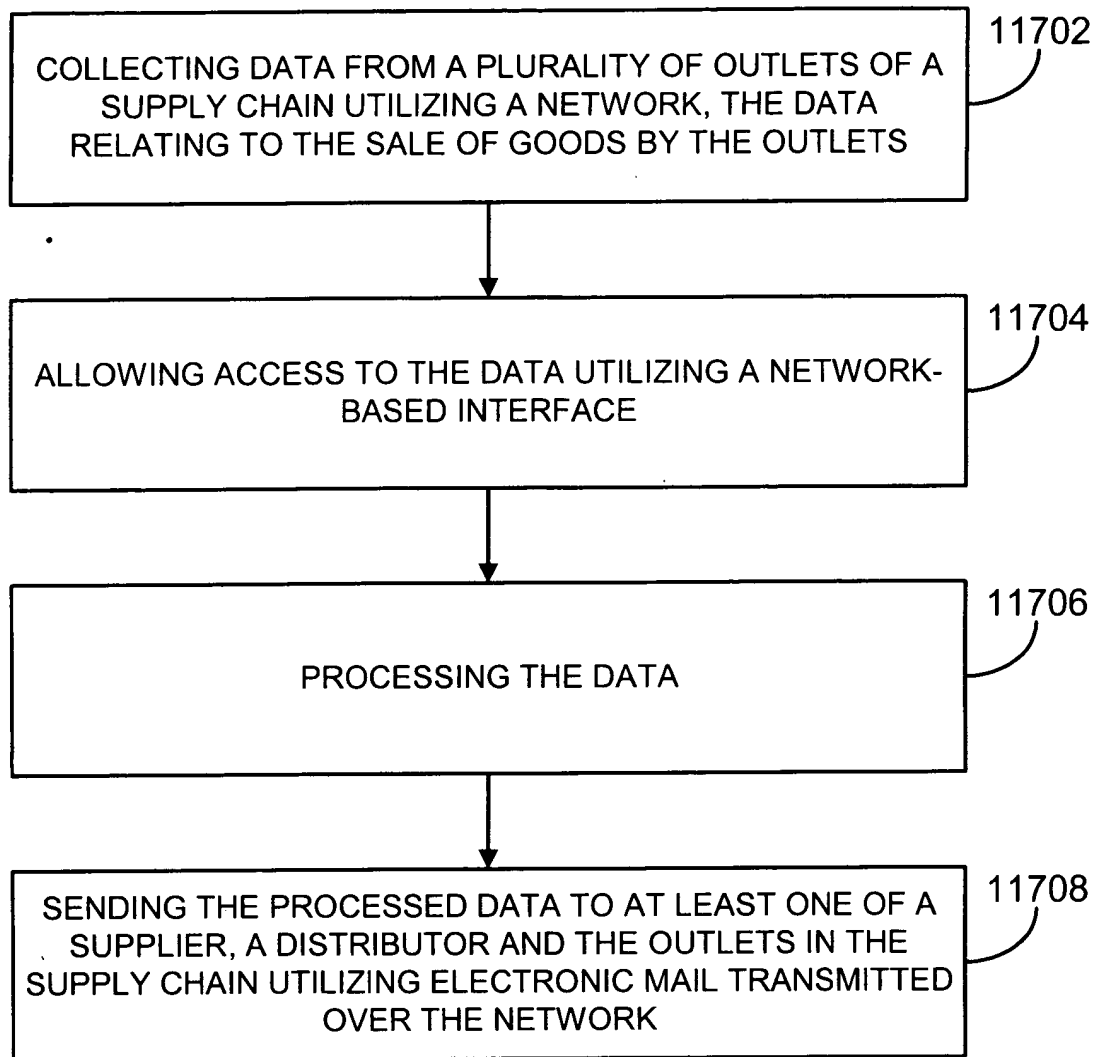 11702
COLLECTING DATA FROM A PLURALITY OF OUTLETS OF A
SUPPLY CHAIN UTILIZING A NETWORK, THE DATA
RELATING TO THE SALE OF GOODS BY THE OUTLETS
11704
ALLOWING ACCESS TO THE DATA UTILIZING A NETWORK-
BASED INTERFACE
11706
PROCESSING THE DATA
11708
SENDING THE PROCESSED DATA TO AT LEAST ONE OF A
SUPPLIER, A DISTRIBUTOR AND THE OUTLETS IN THE
SUPPLY CHAIN UTILIZING ELECTRONIC MAIL TRANSMITTED
OVER THE NETWORK